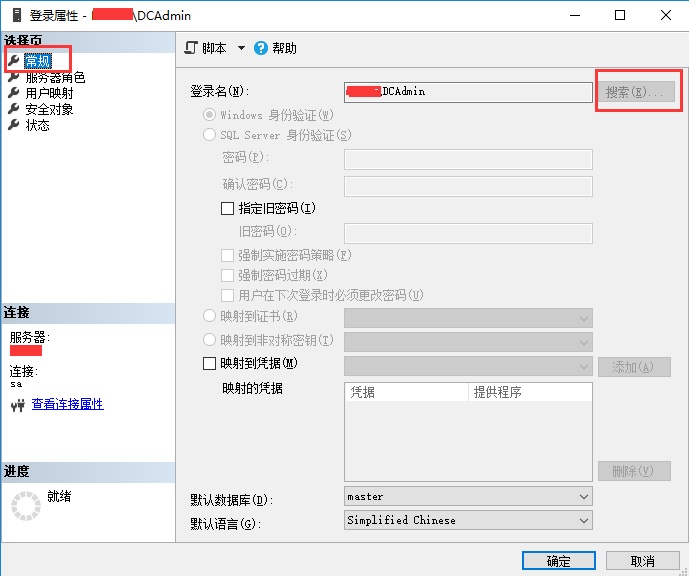 登录属性 - \DCAdmin
选择页
常规
服务器角色
用户映射
安全对象
状态
脚本
帮助
登录名(N):
\DCAdmin
搜索(E)...
Windows 身份验证(W)
SQL Server 身份验证(S)
密码(P):
确认密码(C):
指定旧密码(I)
旧密码(O):
强制实施密码策略(F)
强制密码过期(X)
用户在下次登录时必须更改密码(U)
映射到证书(R)
映射到非对称密钥(T)
映射到凭据(M)
添加(A)
映射的凭据
凭据 提供程序
删除(V)
默认数据库(D):
master
默认语言(G):
Simplified Chinese
连接
服务器:
连接:
sa
查看连接属性
进度
就绪
确定
取消